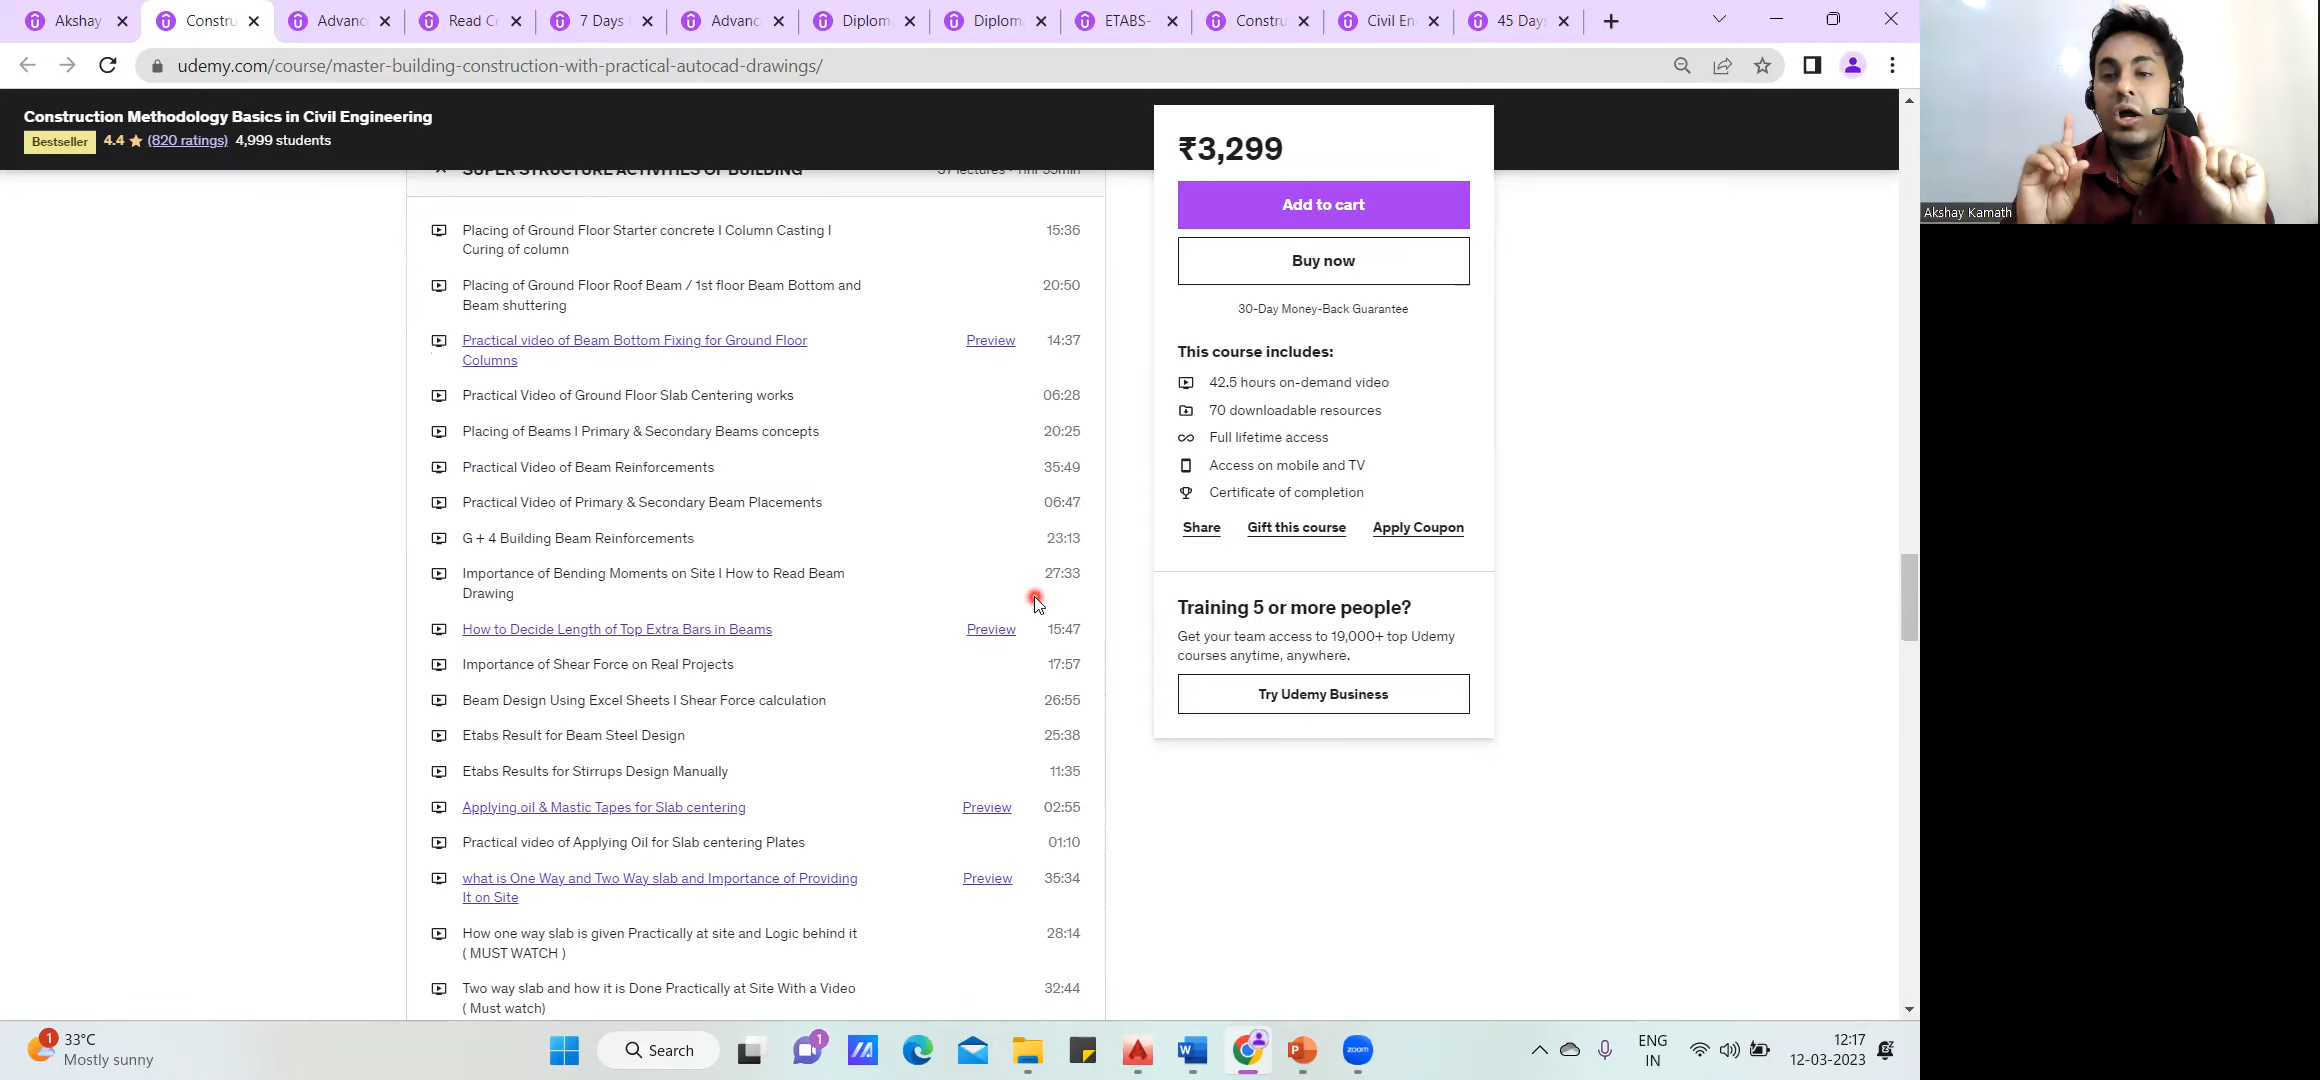 Akshay
Constru
Advanc
Read Co
7 Days
Advanc
Diplom
Diplom
ETABS-
Constru
Civil En
45 Days
udemy.com/course/master-building-construction-with-practical-autocad-drawings/
Construction Methodology Basics in Civil Engineering
Bestseller 4.4 (820 ratings) 4,999 students
SUPER STRUCTURE ACTIVITIES OF BUILDING
Placing of Ground Floor Starter concrete I Column Casting I
Curing of column
15:36
Placing of Ground Floor Roof Beam / 1st floor Beam Bottom and
Beam shuttering
20:50
Practical video of Beam Bottom Fixing for Ground Floor
Columns
Preview 14:37
Practical Video of Ground Floor Slab Centering works 06:28
Placing of Beams I Primary & Secondary Beams concepts 20:25
Practical Video of Beam Reinforcements 35:49
Practical Video of Primary & Secondary Beam Placements 06:47
G + 4 Building Beam Reinforcements 23:13
Importance of Bending Moments on Site I How to Read Beam
Drawing
27:33
How to Decide Length of Top Extra Bars in Beams Preview 15:47
Importance of Shear Force on Real Projects 17:57
Beam Design Using Excel Sheets I Shear Force calculation 26:55
Etabs Result for Beam Steel Design 25:38
Etabs Results for Stirrups Design Manually 11:35
Applying oil & Mastic Tapes for Slab centering Preview 02:55
Practical video of Applying Oil for Slab centering Plates 01:10
what is One Way and Two Way slab and Importance of Providing
It on Site
Preview 35:34
How one way slab is given Practically at site and Logic behind it
( MUST WATCH )
28:14
Two way slab and how it is Done Practically at Site With a Video
( Must watch)
32:44
₹3,299
Add to cart
Buy now
30-Day Money-Back Guarantee
This course includes:
42.5 hours on-demand video
70 downloadable resources
Full lifetime access
Access on mobile and TV
Certificate of completion
Share Gift this course Apply Coupon
Training 5 or more people?
Get your team access to 19,000+ top Udemy
courses anytime, anywhere.
Try Udemy Business
Akshay Kamath
1
33°C
Mostly sunny
Search
1
W
P
zoom
ENG
IN
12:17
12-03-2023